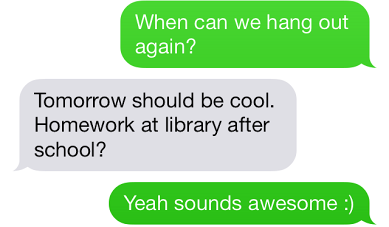 When can we hang out
again?
Tomorrow should be cool.
Homework at library after
school?
Yeah sounds awesome :)